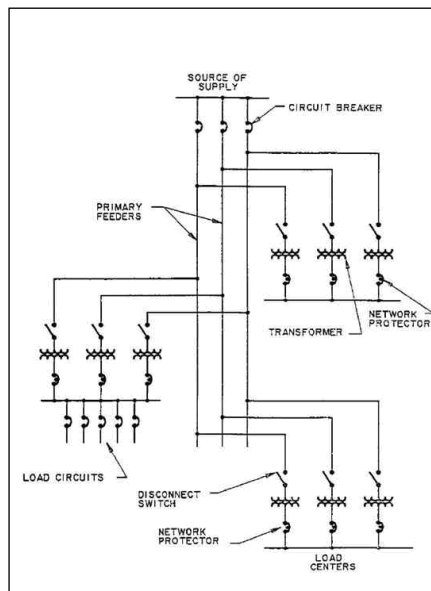 SOURCE OF
SUPPLY
CIRCUIT BREAKER
PRIMARY
FEEDERS
TRANSFORMER
NETWORK
PROTECTOR
LOAD CIRCUITS
DISCONNECT
SWITCH
NETWORK
PROTECTOR
LOAD
CENTERS